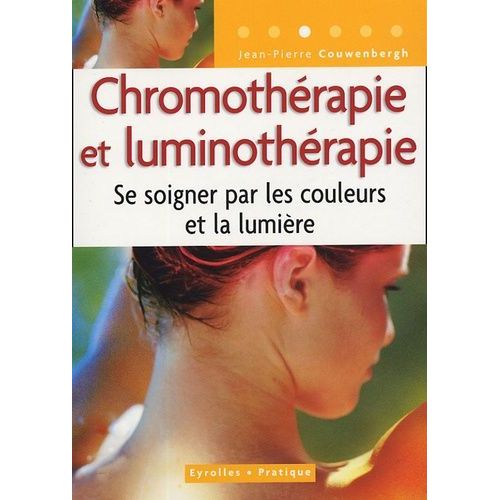 Jean-Pierre Couwenbergh
Chromothérapie
et luminothérapie
Se soigner par les couleurs
et la lumière
Eyrolles • Pratique